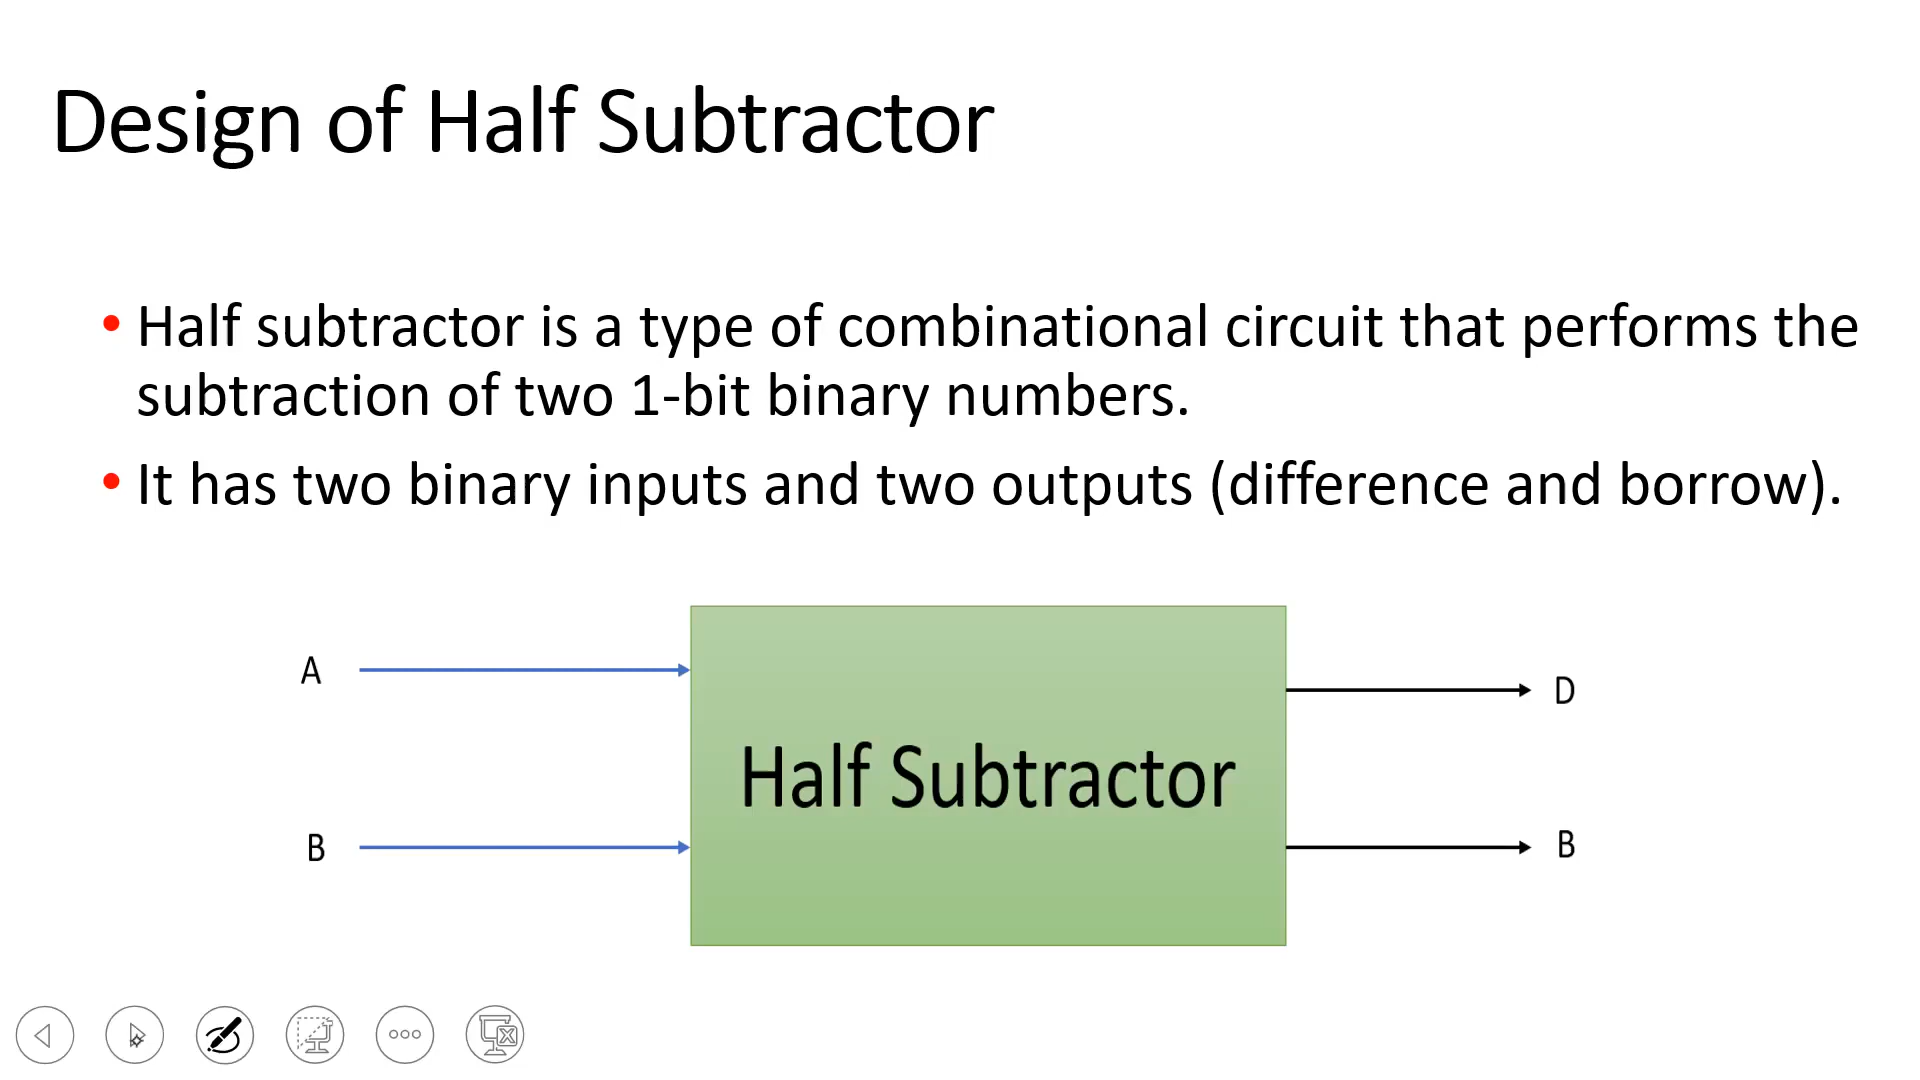 Design of Half Subtractor
• Half subtractor is a type of combinational circuit that performs the
subtraction of two 1-bit binary numbers.
• It has two binary inputs and two outputs (difference and borrow).
A
D
Half Subtractor
B
B